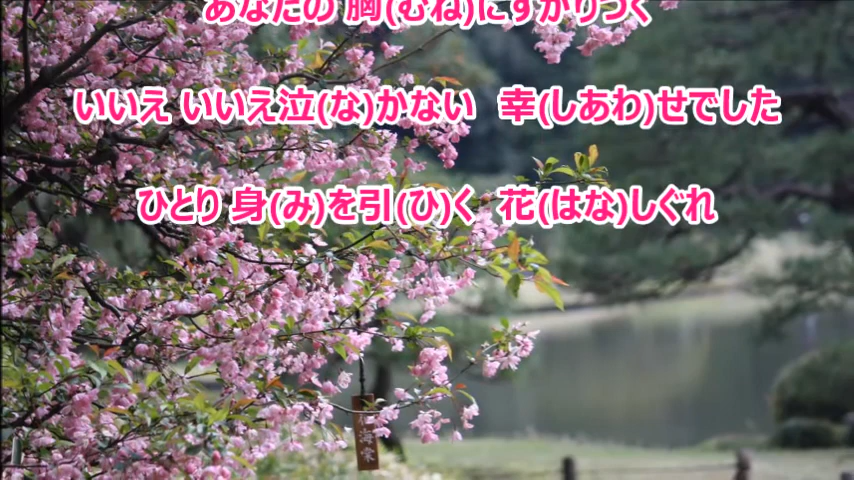 あなたの 胸(むね)にすがりつく
いいえ いいえ泣(な)かない 幸(しあわ)せでした
ひとり 身(み)を引(ひ)く 花(はな)しぐれ
海棠